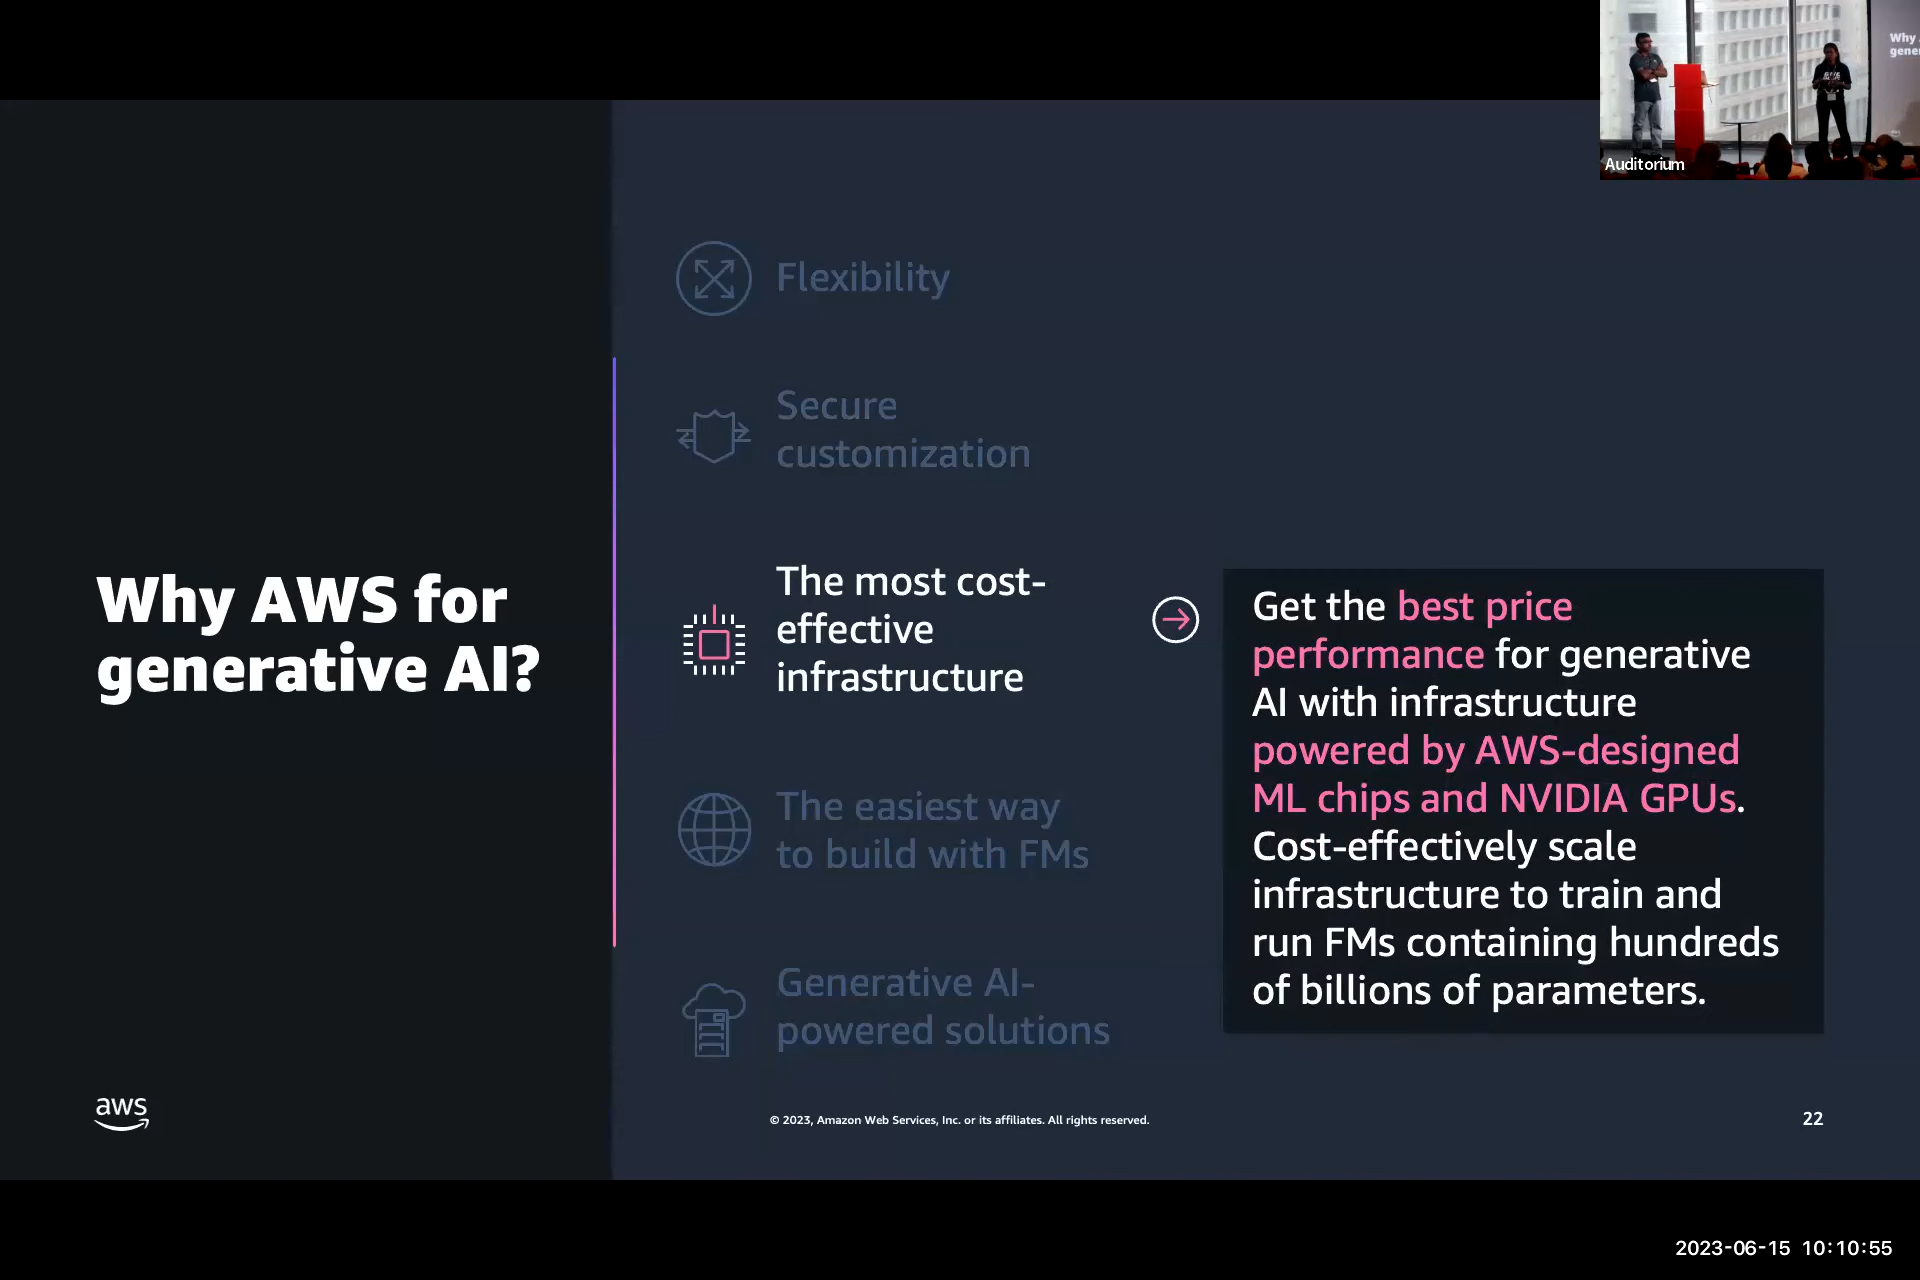 Why
gene
Auditorium
Flexibility
Secure
customization
Why AWS for
generative AI?
The most cost-
effective
infrastructure
Get the best price
performance for generative
AI with infrastructure
powered by AWS-designed
ML chips and NVIDIA GPUs.
Cost-effectively scale
infrastructure to train and
run FMs containing hundreds
of billions of parameters.
The easiest way
to build with FMs
Generative AI-
powered solutions
aws
© 2023, Amazon Web Services, Inc. or its affiliates. All rights reserved.
22
2023-06-15 10:10:55